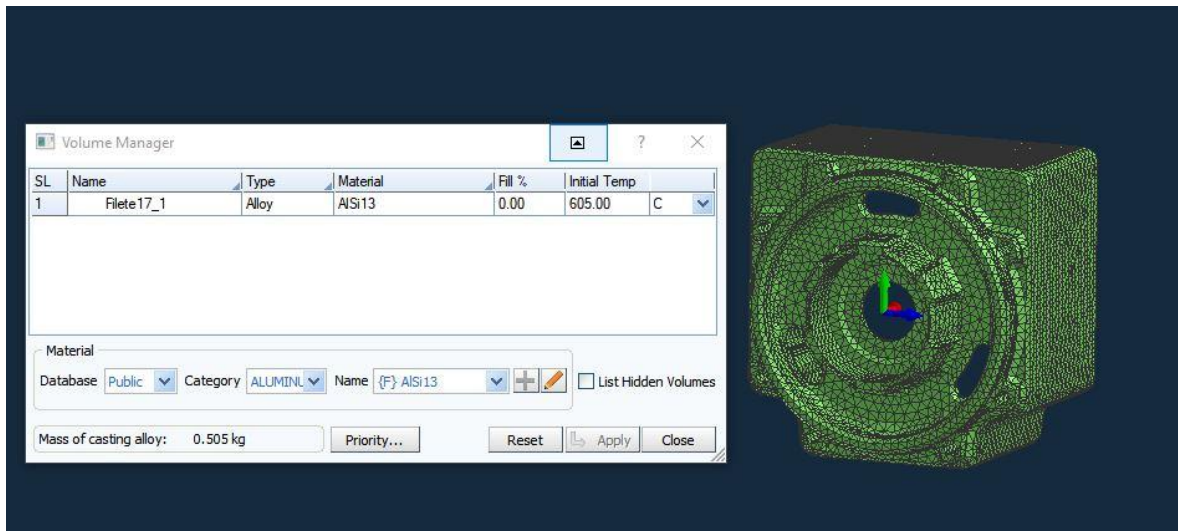 Volume Manager ?
SL Name Type Material Fill % Initial Temp
1 Filete17_1 Alloy AlSi13 0.00 605.00 C
Material
Database Public Category ALUMINU Name {F} AlSi13 List Hidden Volumes
Mass of casting alloy: 0.505 kg Priority... Reset Apply Close